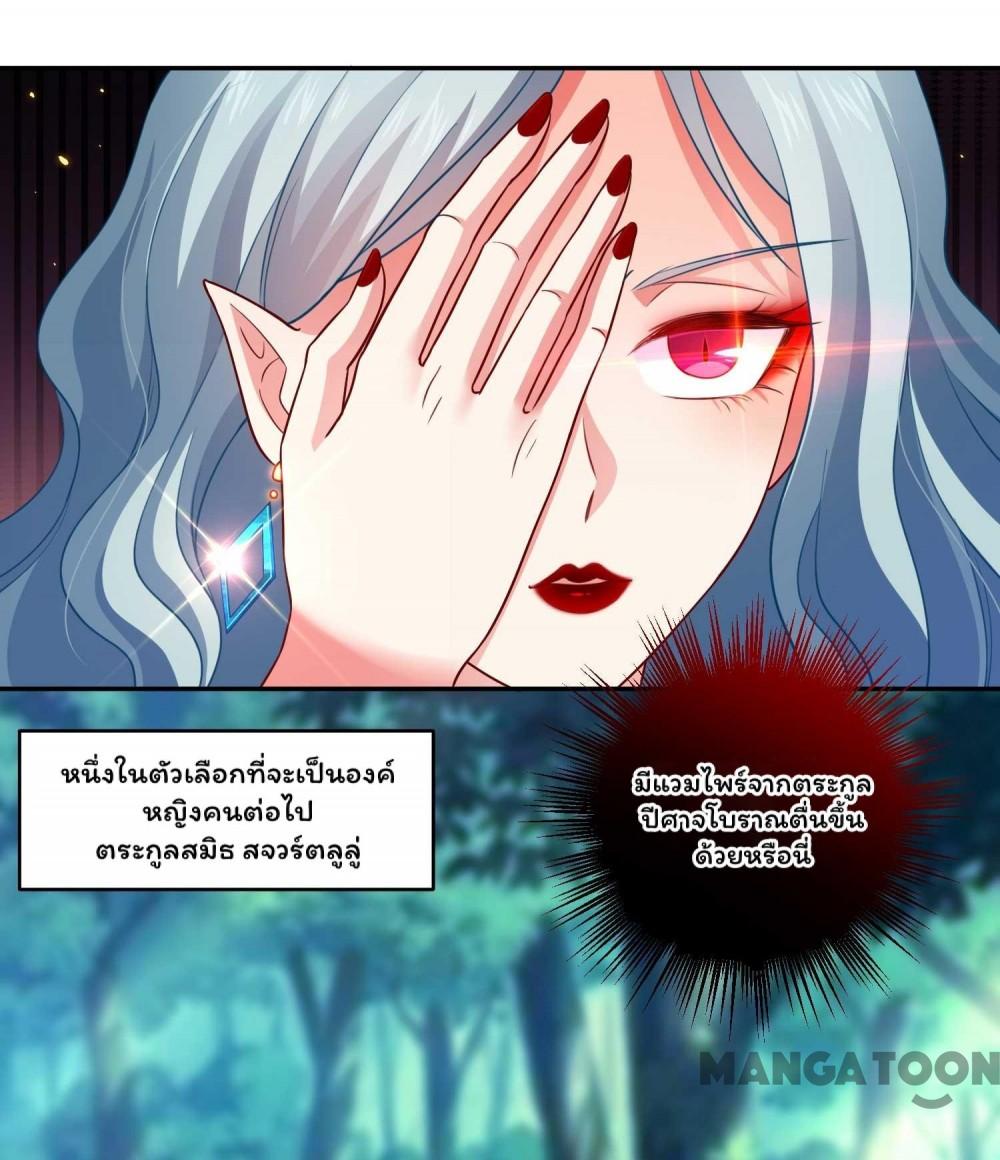 หนึ่งในตัวเลือกที่จะเป็นองค์
หญิงคนต่อไป
ตระกูลสมิธ สจวร์ตลูลู่
มีแวมไพร์จากตระกูล
ปีศาจโบราณตื่นขึ้น
ด้วยหรือนี่
MANGATOON